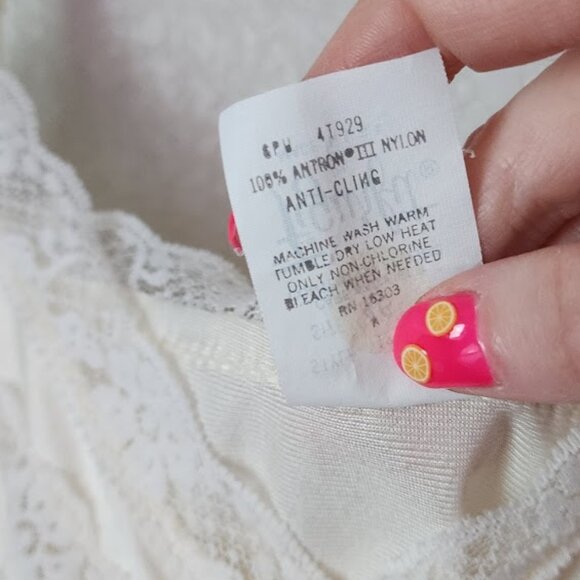 4T929
100% ANTRON® III NYLON
ANTI-CLING
MACHINE WASH WARM
TUMBLE DRY LOW HEAT
ONLY NON-CHLORINE
BLEACH WHEN NEEDED
RN 16303